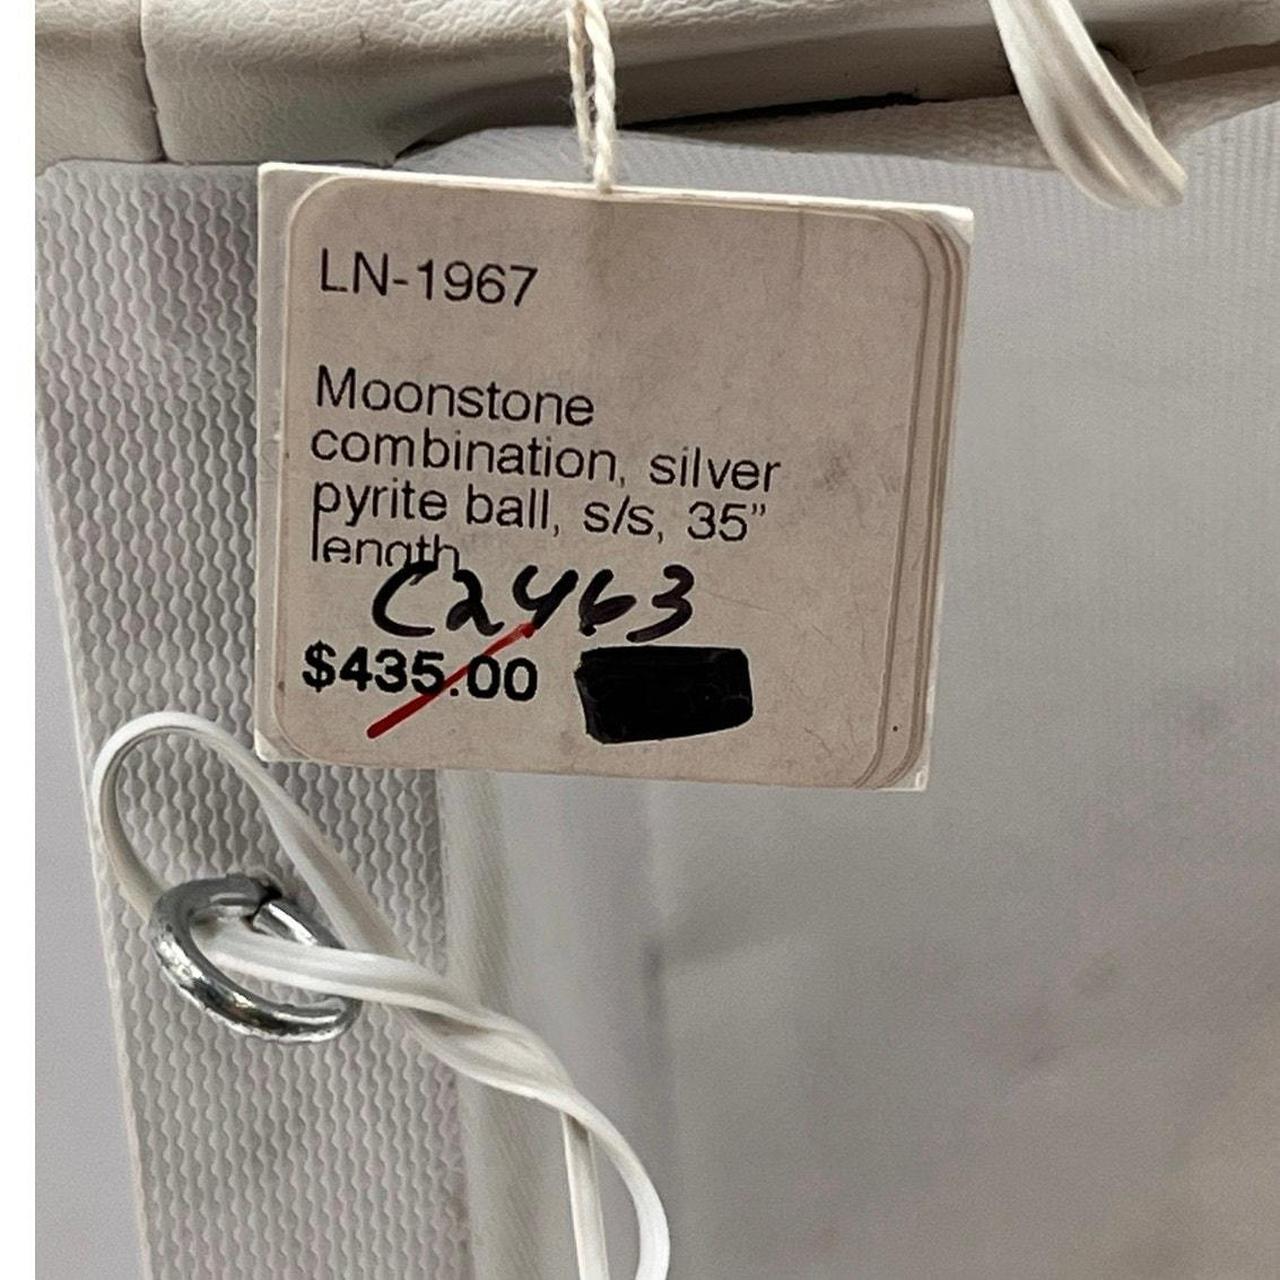 LN-1967
Moonstone
combination, silver
pyrite ball, s/s, 35”
length
C2463
$435.00